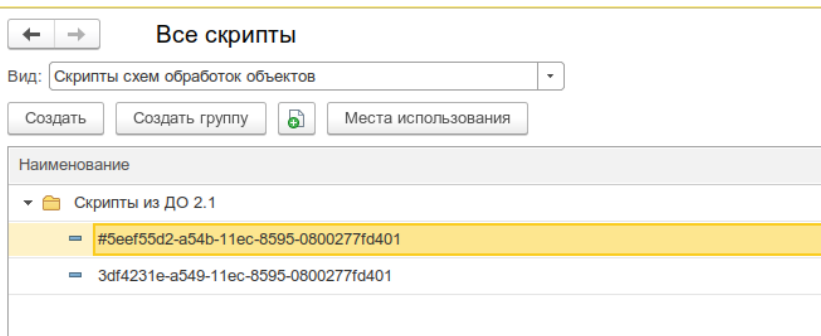 Все скрипты
Вид: Скрипты схем обработок объектов
Создать Создать группу Места использования
Наименование
Скрипты из ДО 2.1
#5eef55d2-a54b-11ec-8595-0800277fd401
3df4231e-a549-11ec-8595-0800277fd401